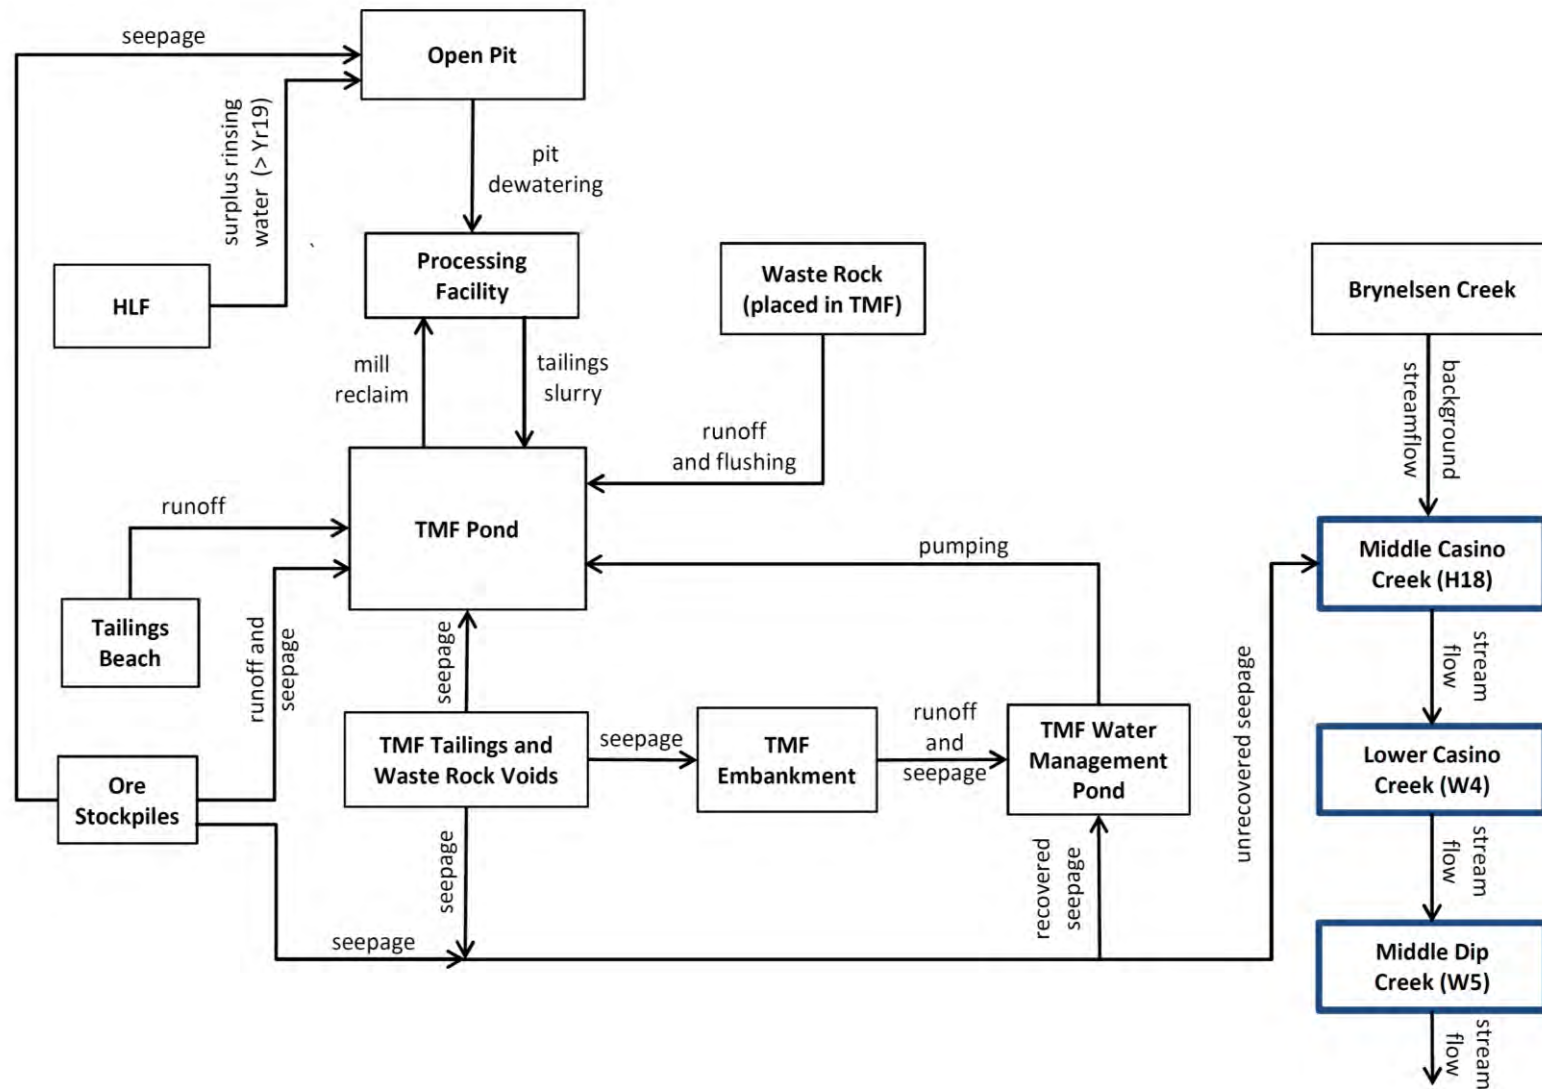 seepage
Open Pit
surplus rinsing
water (> Yr19)
pit
dewatering
HLF
Processing
Facility
Waste Rock
(placed in TMF)
Brynelsen Creek
mill
reclaim
tailings
slurry
background
streamflow
runoff
and flushing
runoff
TMF Pond
pumping
Middle Casino
Creek (H18)
Tailings
Beach
runoff and
seepage
seepage
unrecovered seepage
stream
flow
TMF Tailings and
Waste Rock Voids
seepage
TMF
Embankment
runoff
and
seepage
TMF Water
Management
Pond
Lower Casino
Creek (W4)
Ore
Stockpiles
seepage
recovered
seepage
stream
flow
seepage
Middle Dip
Creek (W5)
stream
flow